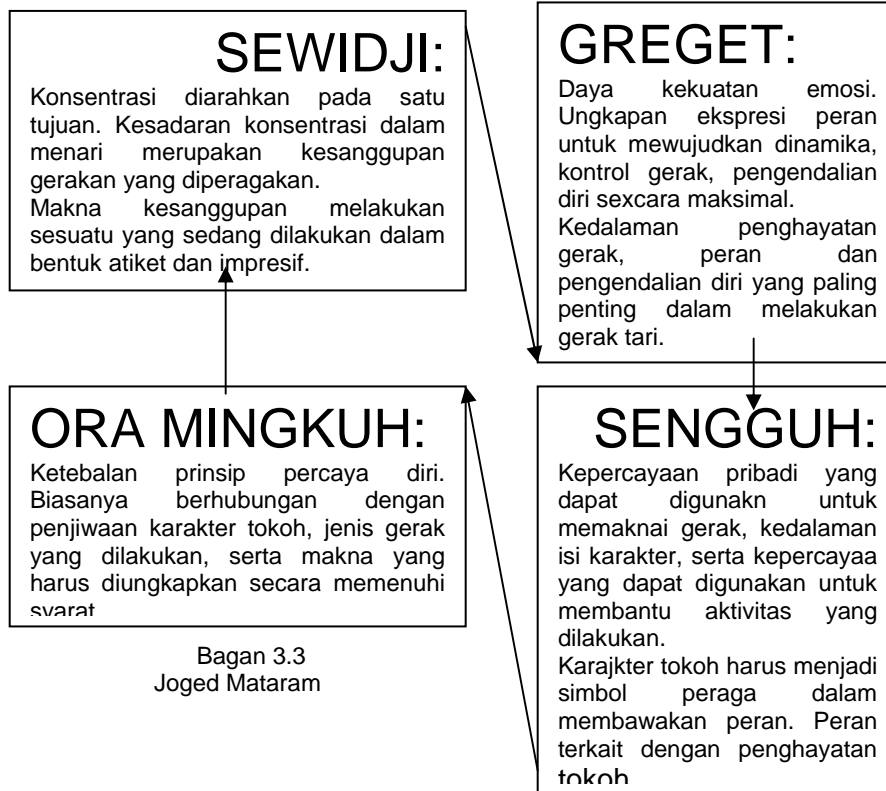 SEWIDJI:
Konsentrasi diarahkan pada satu
tujuan. Kesadaran konsentrasi dalam
menari merupakan kesanggupan
gerakan yang diperagakan.
Makna kesanggupan melakukan
sesuatu yang sedang dilakukan dalam
bentuk atiket dan impresif.
GREGET:
Daya kekuatan emosi.
Ungkapan ekspresi peran
untuk mewujudkan dinamika,
kontrol gerak, pengendalian
diri sexcara maksimal.
Kedalaman penghayatan
gerak, peran dan
pengendalian diri yang paling
penting dalam melakukan
gerak tari.
ORA MINGKUH:
Ketebalan prinsip percaya diri.
Biasanya berhubungan dengan
penjiwaan karakter tokoh, jenis gerak
yang dilakukan, serta makna yang
harus diungkapkan secara memenuhi
syarat
SENGGUH:
Kepercayaan pribadi yang
dapat digunakn untuk
memaknai gerak, kedalaman
isi karakter, serta kepercayaa
yang dapat digunakan untuk
membantu aktivitas yang
dilakukan.
Karajkter tokoh harus menjadi
simbol peraga dalam
membawakan peran. Peran
terkait dengan penghayatan
tokoh
Bagan 3.3
Joged Mataram